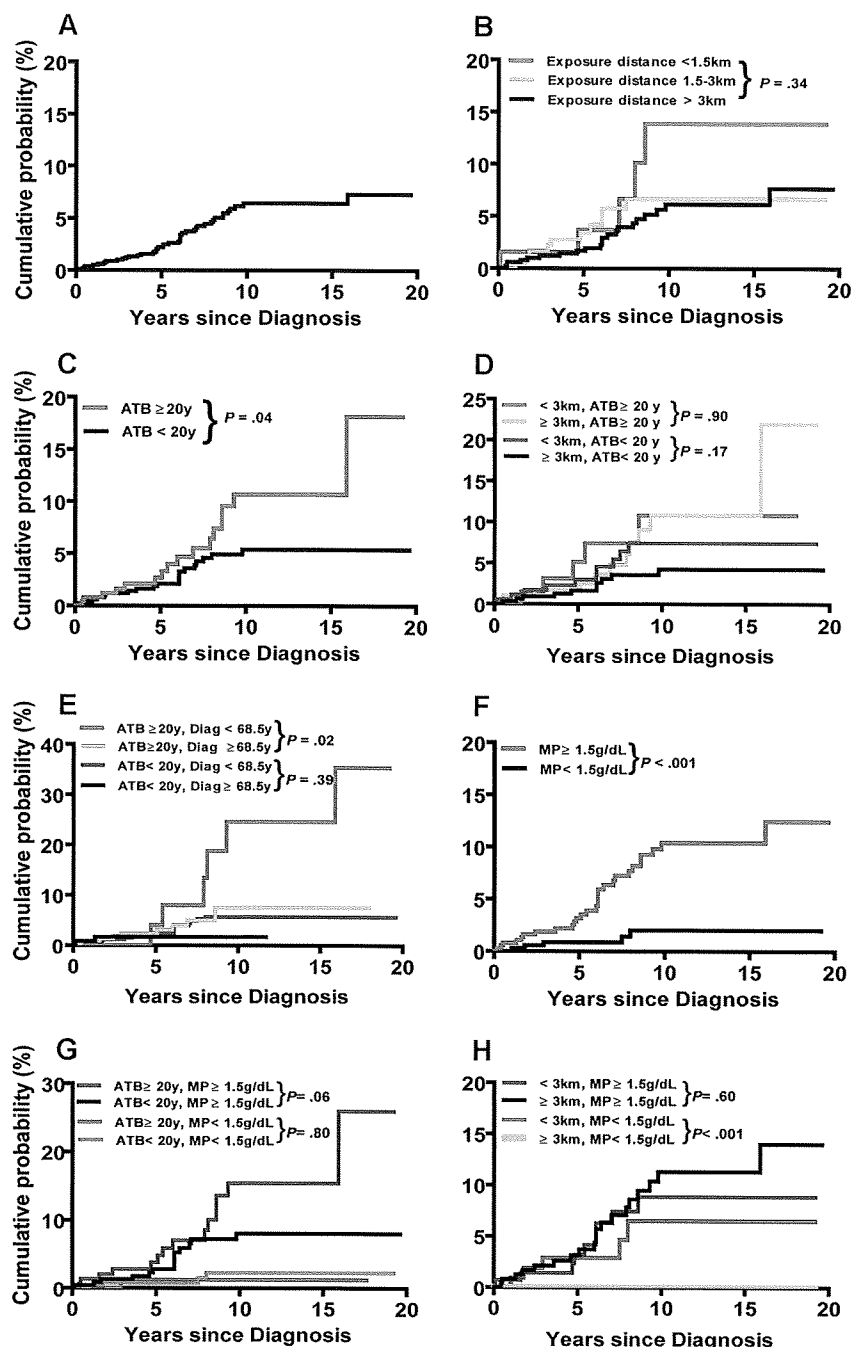 A
Cumulative probability (%)
20
15
10
5
0
0 5 10 15 20
Years since Diagnosis
B
20
15
10
5
0
Exposure distance <1.5km
Exposure distance 1.5-3km
Exposure distance > 3km
P = .34
0 5 10 15 20
Years since Diagnosis
C
Cumulative probability (%)
20
15
10
5
0
ATB ≥ 20y
ATB < 20y
P = .04
0 5 10 15 20
Years since Diagnosis
D
25
20
15
10
5
0
< 3km, ATB≥ 20 y
≥ 3km, ATB≥ 20 y
P = .90
< 3km, ATB< 20 y
≥ 3km, ATB< 20 y
P = .17
0 5 10 15 20
Years since Diagnosis
E
Cumulative probability (%)
40
30
20
10
0
ATB ≥20y, Diag < 68.5y
ATB≥20y, Diag ≥68.5y
P = .02
ATB< 20y, Diag < 68.5y
ATB< 20y, Diag ≥ 68.5y
P = .39
0 5 10 15 20
Years since Diagnosis
F
20
15
10
5
0
MP≥ 1.5g/dL
MP< 1.5g/dL
P < .001
0 5 10 15 20
Years since Diagnosis
G
Cumulative probability (%)
30
20
10
0
ATB≥ 20y, MP≥ 1.5g/dL
ATB< 20y, MP≥ 1.5g/dL
P= .06
ATB≥ 20y, MP< 1.5g/dL
ATB< 20y, MP< 1.5g/dL
P= .80
0 5 10 15 20
Years since Diagnosis
H
20
15
10
5
0
< 3km, MP≥ 1.5g/dL
≥ 3km, MP≥ 1.5g/dL
P= .60
< 3km, MP< 1.5g/dL
≥ 3km, MP< 1.5g/dL
P< .001
0 5 10 15 20
Years since Diagnosis